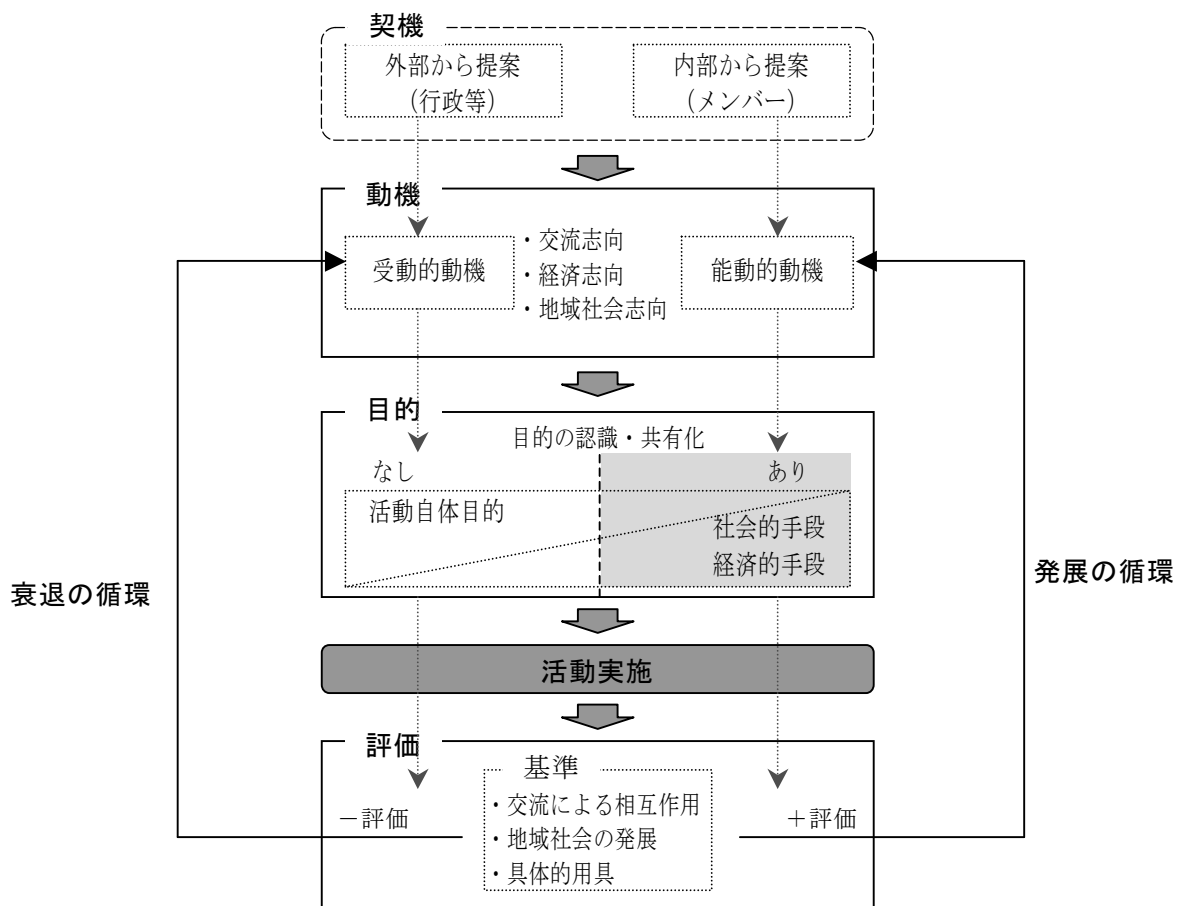 契機
外部から提案
（行政等）
内部から提案
（メンバー）
動機
受動的動機
・交流志向
・経済志向
・地域社会志向
能動的動機
目的
目的の認識・共有化
なし
あり
活動自体目的
社会的手段
経済的手段
衰退の循環
発展の循環
活動実施
評価
基準
・交流による相互作用
・地域社会の発展
・具体的用具
－評価
＋評価